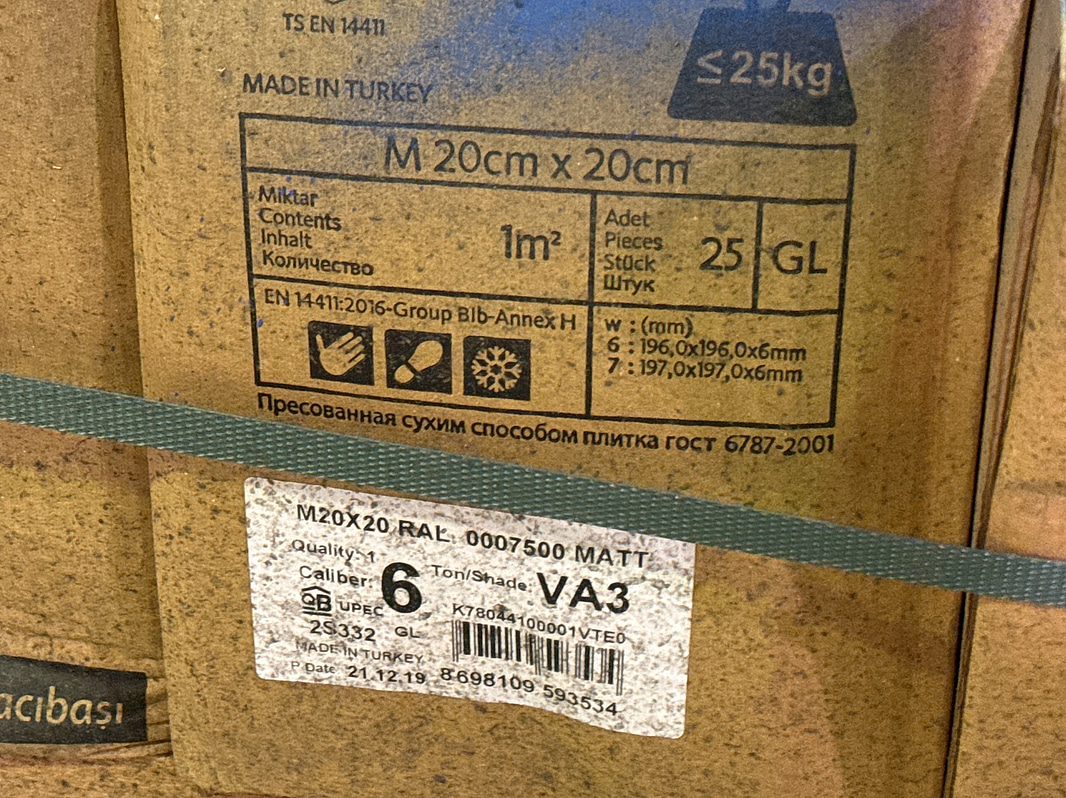 TS EN 14411
≤25kg
MADE IN TURKEY
M 20cm x 20cm
Miktar
Contents
Inhalt
Количество
1m²
Adet
Pieces
Stück
Штук
25
GL
EN 14411:2016-Group BIb-Annex H
w : (mm)
6 : 196,0x196,0x6mm
7 : 197,0x197,0x6mm
Пресованная сухим способом плитка гост 6787-2001
M20X20 RAL 0007500 MATT
Quality: 1
Caliber: 6
Ton/Shade VA3
QB UPEC
K78044100001VTE0
2S332 GL
MADE IN TURKEY
P Date 21.12.19
8698109 593534
acıbaşı